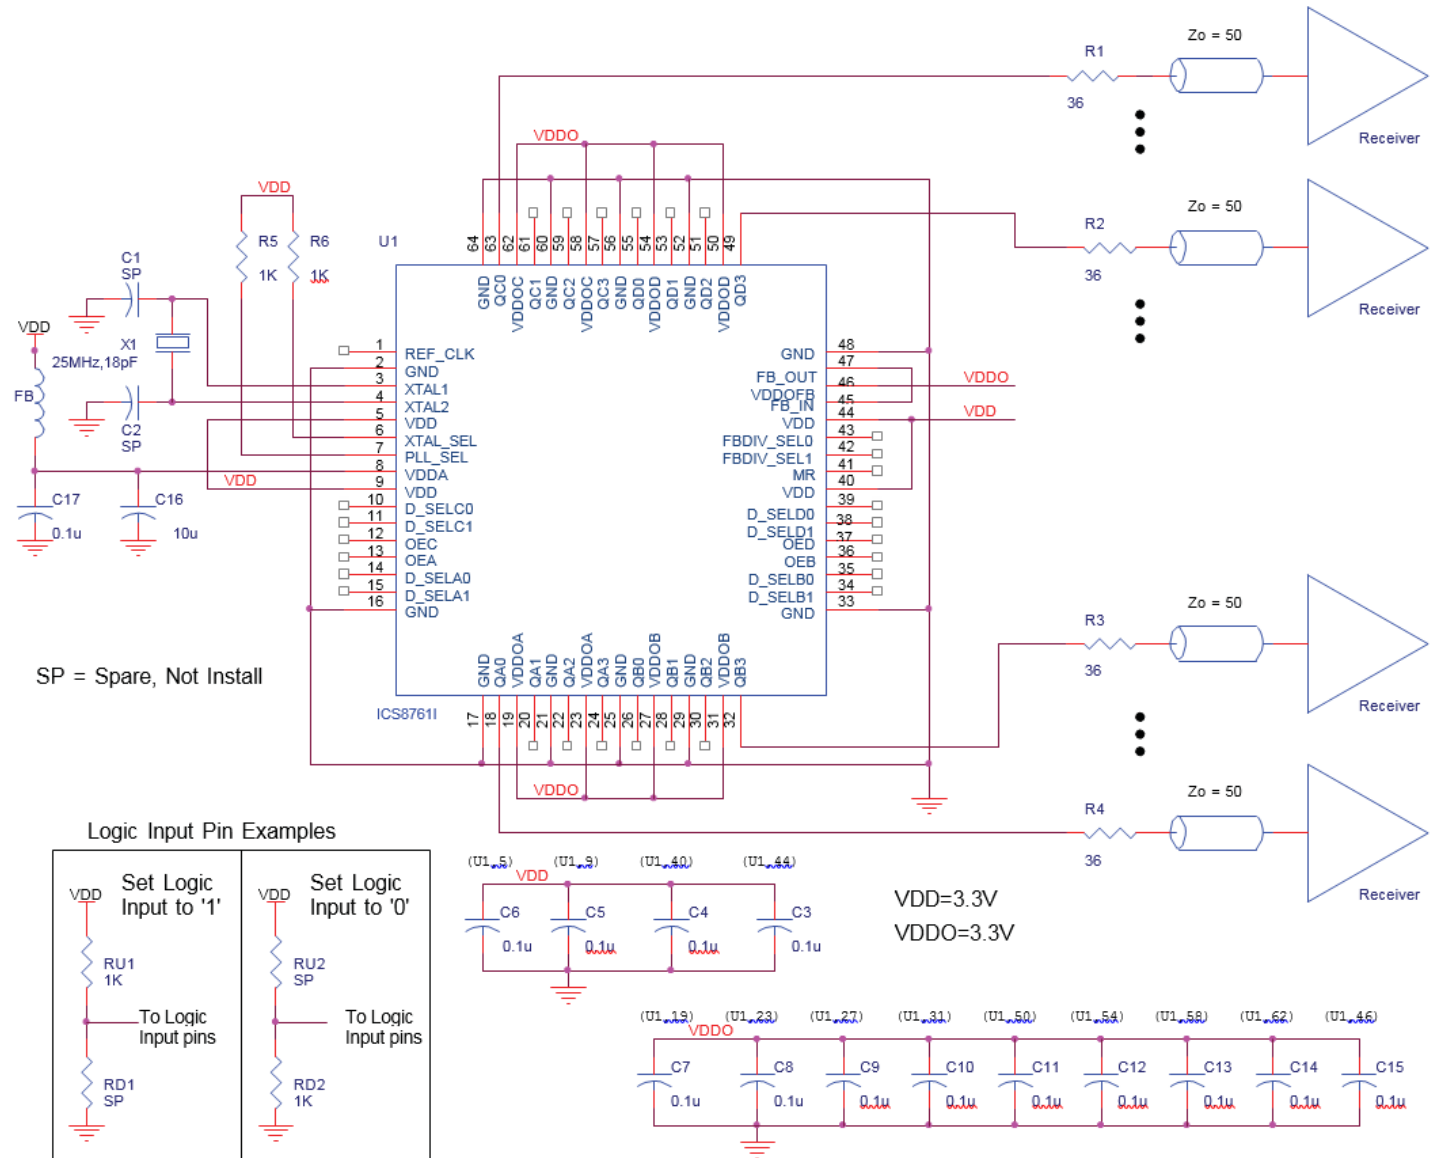 Zo = 50
R1
36
Receiver
VDDO
VDD
Zo = 50
R2
36
Receiver
R5
1K
R6
1K
U1
C1
SP
64
63
62
61
60
59
58
57
56
55
54
53
52
51
50
49
GND
QC0
VDDOC
QC1
GND
QC2
VDDOC
QC3
GND
QD0
VDDOD
QD1
GND
QD2
VDDOD
QD3
VDD
X1
25MHz,18pF
FB
C2
SP
1 REF_CLK
2 GND
3 XTAL1
4 XTAL2
5 VDD
6 XTAL_SEL
7 PLL_SEL
8 VDDA
9 VDD
10 D_SELC0
11 D_SELC1
12 OEC
13 OEA
14 D_SELA0
15 D_SELA1
16 GND
VDD
C17
0.1u
C16
10u
GND 48
FB_OUT 47
VDDOFB 46
FB_IN 45
VDD 44
FBDIV_SEL0 43
FBDIV_SEL1 42
MR 41
VDD 40
D_SELD0 39
D_SELD1 38
OED 37
OEB 36
D_SELB0 35
D_SELB1 34
GND 33
VDDO
VDD
GND
QA0
VDDOA
QA1
GND
QA2
VDDOA
QA3
GND
QB0
VDDOB
QB1
GND
QB2
VDDOB
QB3
17
18
19
20
21
22
23
24
25
26
27
28
29
30
31
32
ICS8761I
SP = Spare, Not Install
VDDO
Zo = 50
R3
36
Receiver
Zo = 50
R4
36
Receiver
Logic Input Pin Examples
VDD
Set Logic
Input to '1'
RU1
1K
To Logic
Input pins
RD1
SP
VDD
Set Logic
Input to '0'
RU2
SP
To Logic
Input pins
RD2
1K
(U1_5) (U1_9) (U1_40) (U1_44)
VDD
C6 C5 C4 C3
0.1u 0.1u 0.1u 0.1u
VDD=3.3V
VDDO=3.3V
(U1_19) (U1_23) (U1_27) (U1_31) (U1_50) (U1_54) (U1_58) (U1_62) (U1_46)
VDDO
C7 C8 C9 C10 C11 C12 C13 C14 C15
0.1u 0.1u 0.1u 0.1u 0.1u 0.1u 0.1u 0.1u 0.1u